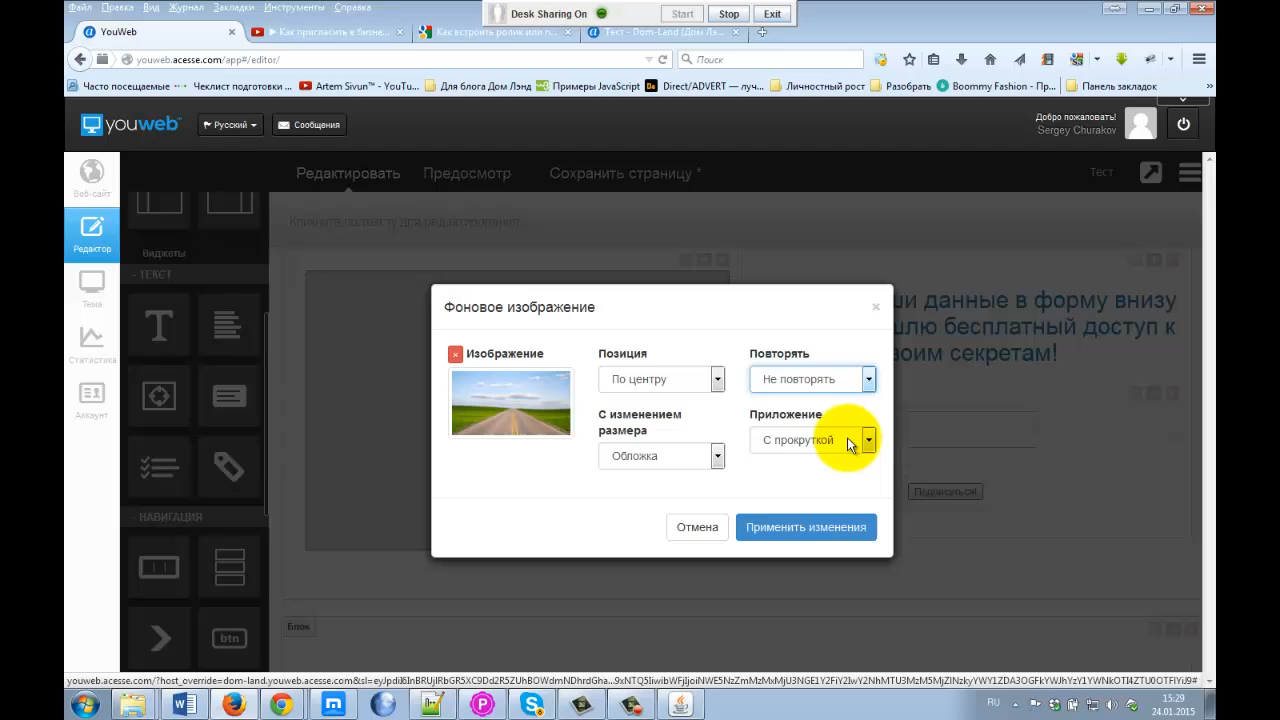 Desk Sharing On
Start
Stop
Exit
Файл Правка Вид Журнал Закладки Инструменты Справка
YouWeb
Как пригласть в бизне...
Как встроить ролик или п...
Тест - Dom-Land (Дом Лэ...
youweb.acesse.com/app#/editor/
Поиск
Часто посещаемые
Чеклист подготовки ...
Artem Sivun™ - YouTu...
Для блога Дом Лэнд
Примеры JavaScript
Direct/ADVERT — луч...
Личностный рост
Разобрать
Boommy Fashion - Пр...
Панель закладок
youweb
Русский
Сообщения
Добро пожаловать!
Sergey Churakov
Веб-сайт
Редактор
Тема
Статистика
Аккаунт
Редактировать
Предосмотр
Сохранить страницу *
Тест
Кликните по тексту для редактирования
Виджеты
- ТЕКСТ
- НАВИГАЦИЯ
btn
Фоновое изображение
×
Изображение
Позиция
По центру
Повторять
Не повторять
С изменением
размера
Обложка
Приложение
С прокруткой
Отмена
Применить изменения
ши данные в форму внизу
шлю бесплатный доступ к
воим секретам!
Подписаться!
Блок
RU
15:29
24.01.2015